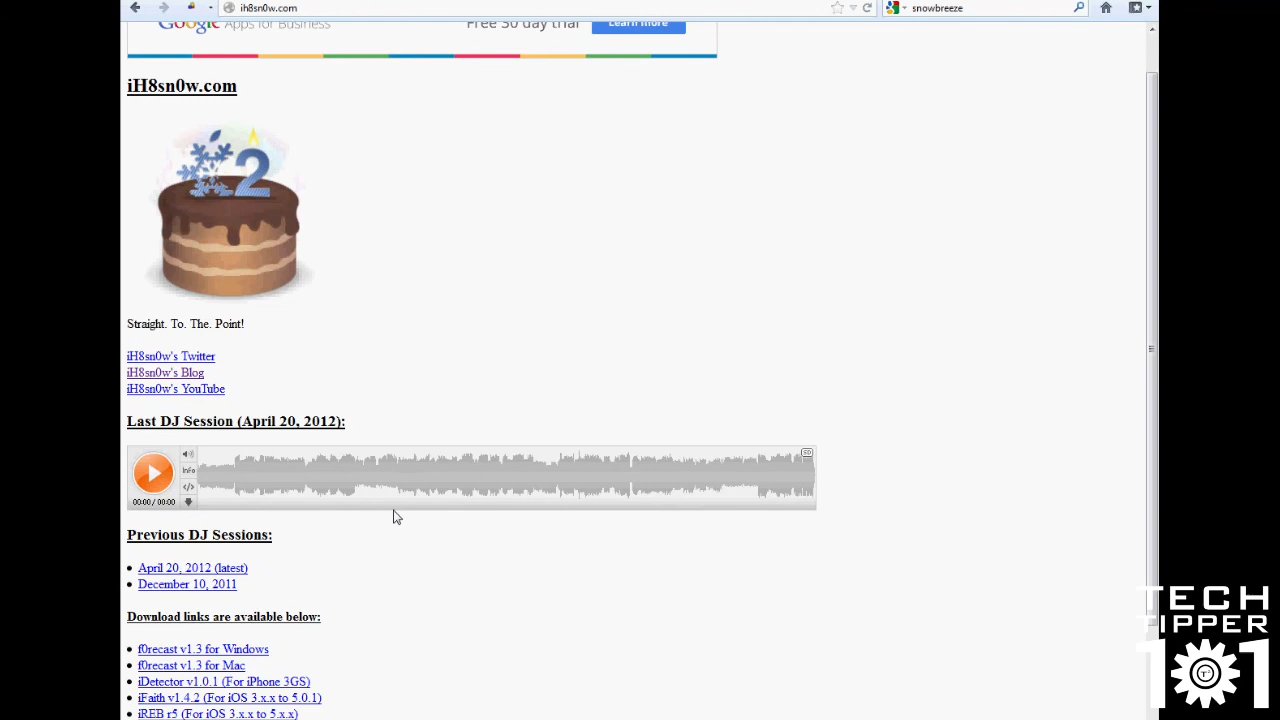 ih8sn0w.com
snowbreeze
Google Apps for Business
Free 30 day trial
Learn more
iH8sn0w.com
2
Straight. To. The. Point!
iH8sn0w's Twitter
iH8sn0w's Blog
iH8sn0w's YouTube
Last DJ Session (April 20, 2012):
Info
</>
00:00 / 00:00
Previous DJ Sessions:
April 20, 2012 (latest)
December 10, 2011
Download links are available below:
f0recast v1.3 for Windows
f0recast v1.3 for Mac
iDetector v1.0.1 (For iPhone 3GS)
iFaith v1.4.2 (For iOS 3.x.x to 5.0.1)
iREB r5 (For iOS 3.x.x to 5.x.x)
TECH
TIPPER
101